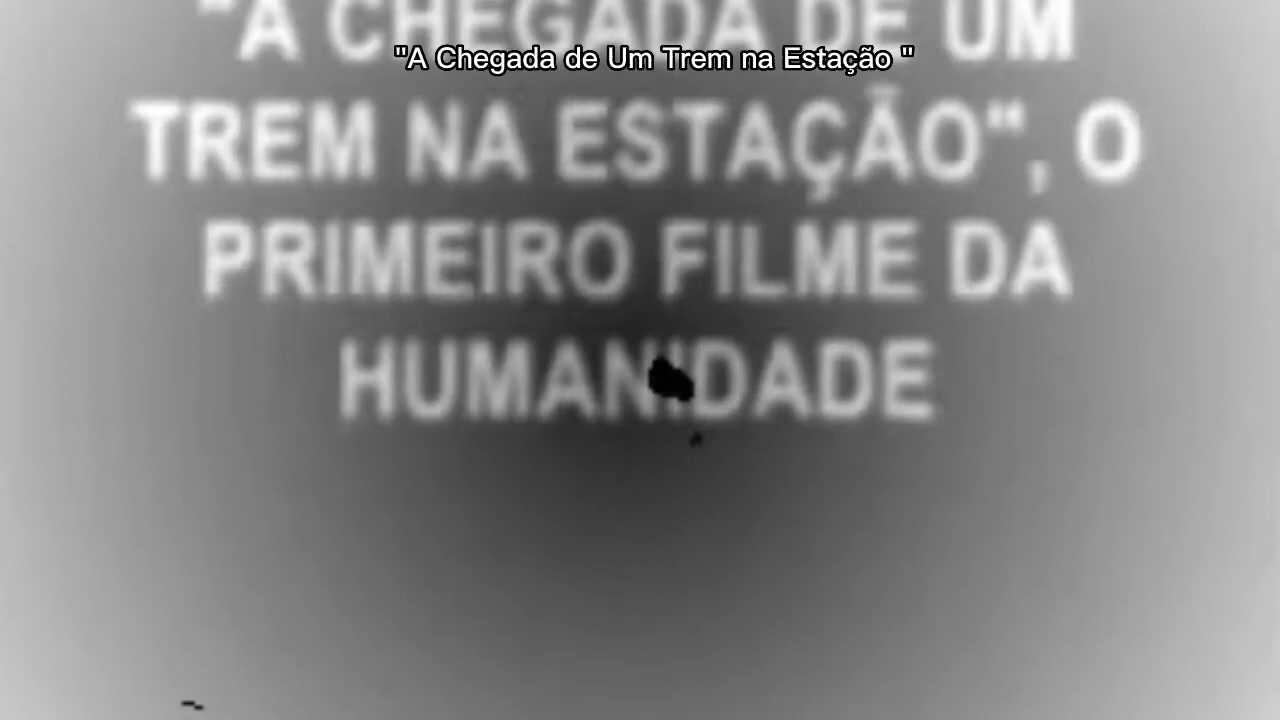 "A CHEGADA DE UM
"A Chegada de Um Trem na Estação "
TREM NA ESTAÇÃO", O
PRIMEIRO FILME DA
HUMANIDADE